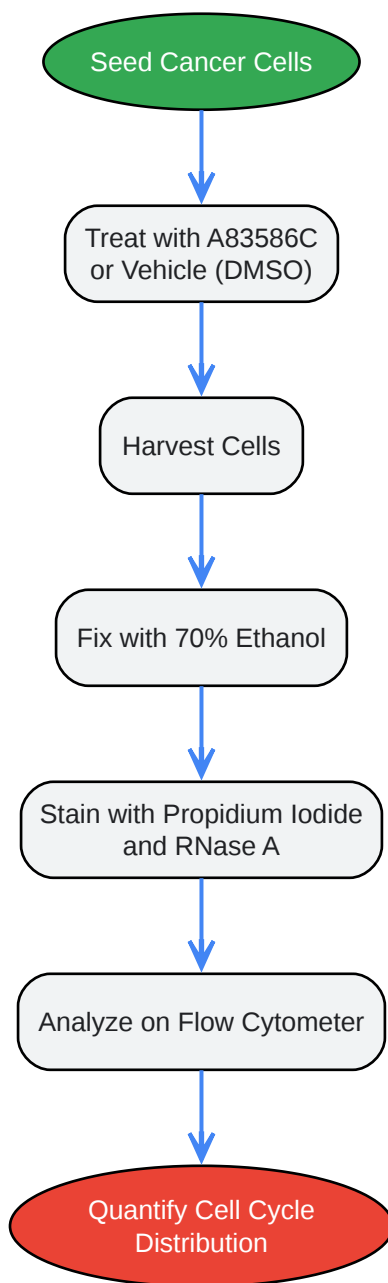 Seed Cancer Cells
Treat with A83586C
or Vehicle (DMSO)
Harvest Cells
Fix with 70% Ethanol
Stain with Propidium Iodide
and RNase A
Analyze on Flow Cytometer
Quantify Cell Cycle
Distribution